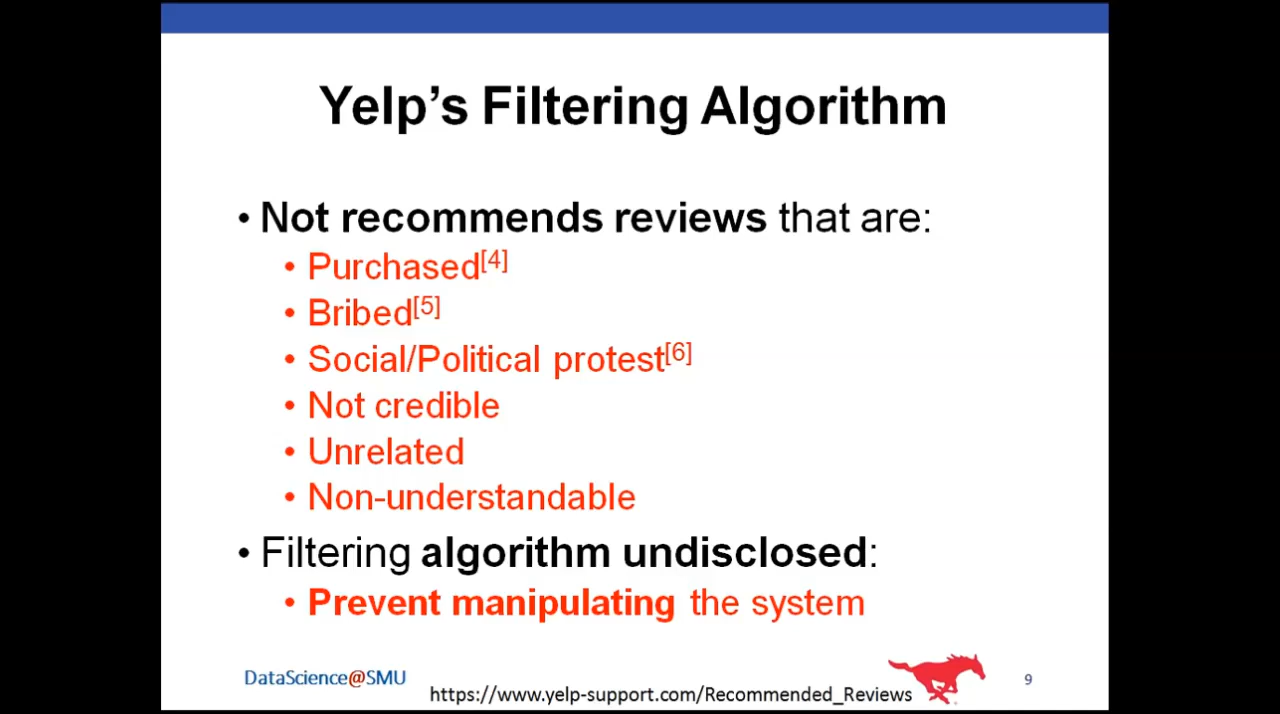 Yelp's Filtering Algorithm
• Not recommends reviews that are:
• Purchased[4]
• Bribed[5]
• Social/Political protest[6]
• Not credible
• Unrelated
• Non-understandable
• Filtering algorithm undisclosed:
• Prevent manipulating the system
DataScience@SMU
https://www.yelp-support.com/Recommended_Reviews
9